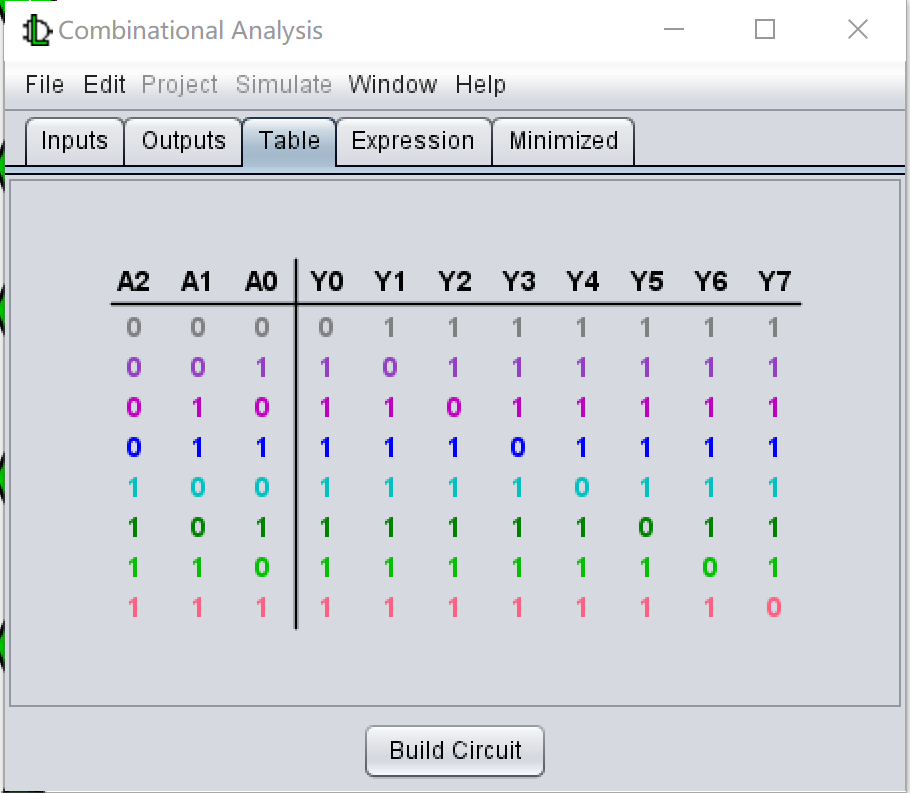 Combinational Analysis
File Edit Project Simulate Window Help
Inputs Outputs Table Expression Minimized
A2 A1 A0 Y0 Y1 Y2 Y3 Y4 Y5 Y6 Y7
0 0 0 0 1 1 1 1 1 1 1
0 0 1 1 0 1 1 1 1 1 1
0 1 0 1 1 0 1 1 1 1 1
0 1 1 1 1 1 0 1 1 1 1
1 0 0 1 1 1 1 0 1 1 1
1 0 1 1 1 1 1 1 0 1 1
1 1 0 1 1 1 1 1 1 0 1
1 1 1 1 1 1 1 1 1 1 0
Build Circuit